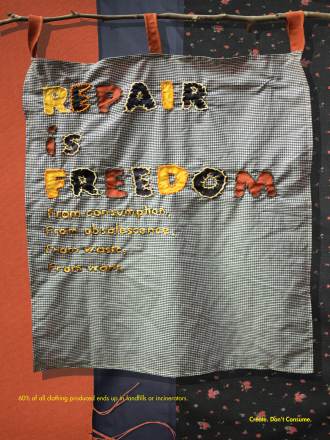 REPAIR
is
FREEDOM
From consumption,
From obsolescence,
From waste,
From want.
60% of all clothing produced ends up in landfills or incinerators.
Create. Don't Consume.